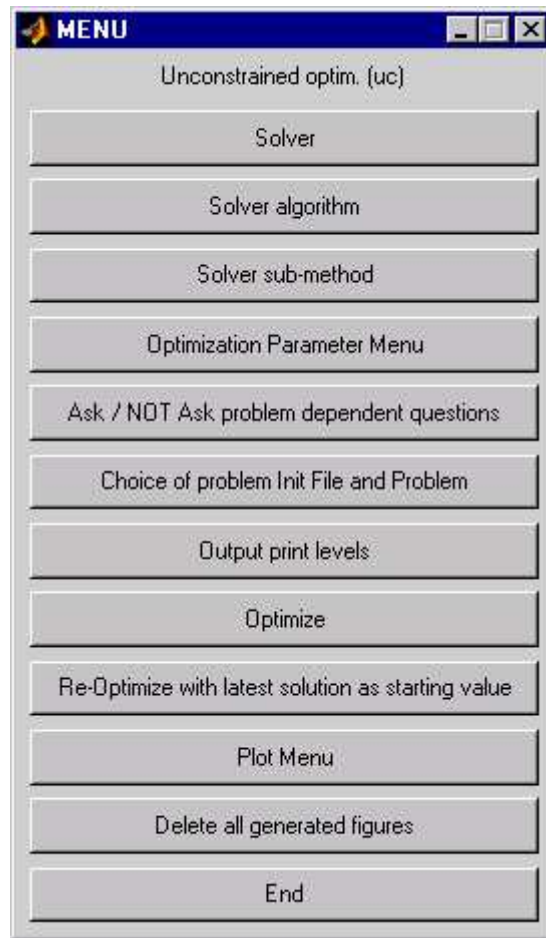 MENU
Unconstrained optim. (uc)
Solver
Solver algorithm
Solver sub-method
Optimization Parameter Menu
Ask / NOT Ask problem dependent questions
Choice of problem Init File and Problem
Output print levels
Optimize
Re-Optimize with latest solution as starting value
Plot Menu
Delete all generated figures
End